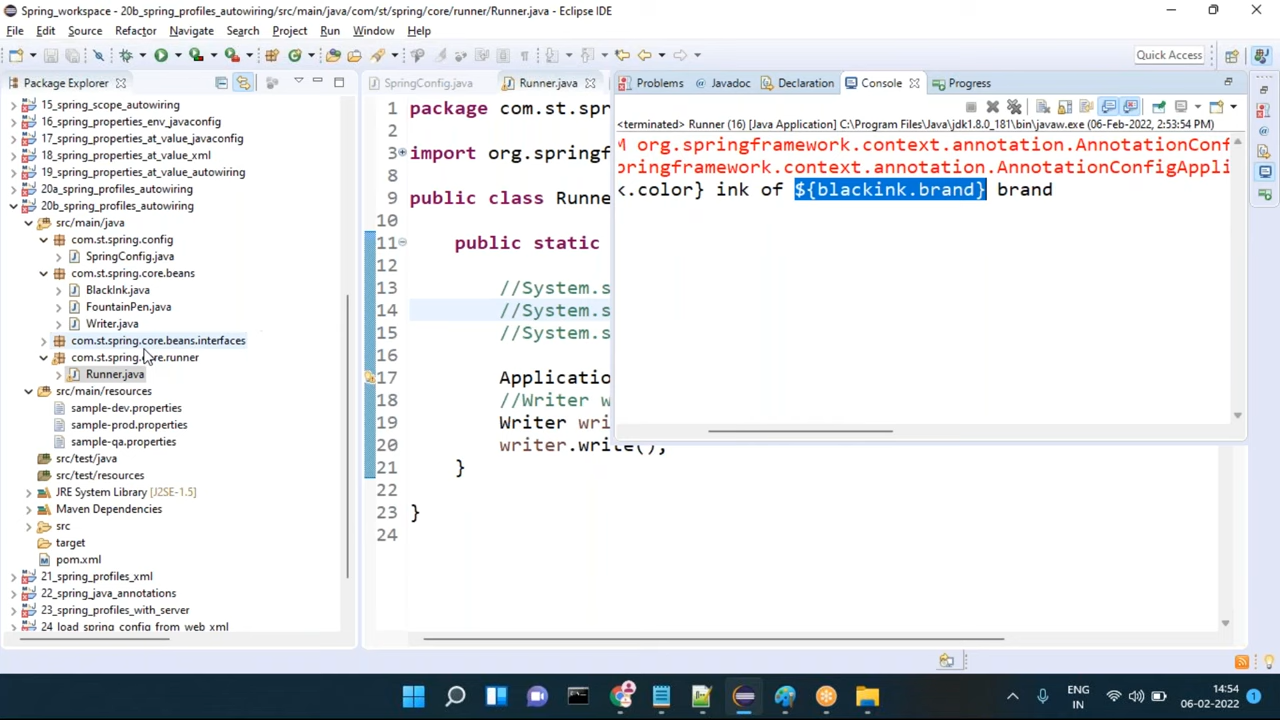 Spring_workspace - 20b_spring_profiles_autowiring/src/main/java/com/st/spring/core/runner/Runner.java - Eclipse IDE
File Edit Source Refactor Navigate Search Project Run Window Help
Quick Access
Package Explorer
15_spring_scope_autowiring
16_spring_properties_env_javaconfig
17_spring_properties_at_value_javaconfig
18_spring_properties_at_value_xml
19_spring_properties_at_value_autowiring
20a_spring_profiles_autowiring
20b_spring_profiles_autowiring
src/main/java
com.st.spring.config
SpringConfig.java
com.st.spring.core.beans
BlackInk.java
FountainPen.java
Writer.java
com.st.spring.core.beans.interfaces
com.st.spring.core.runner
Runner.java
src/main/resources
sample-dev.properties
sample-prod.properties
sample-qa.properties
src/test/java
src/test/resources
JRE System Library [J2SE-1.5]
Maven Dependencies
src
target
pom.xml
21_spring_profiles_xml
22_spring_java_annotations
23_spring_profiles_with_server
24_load_spring_config_from_web_xml
SpringConfig.java Runner.java
1 package com.st.spr
2
3 import org.springf
8
9 public class Runne
10
11 public static
12
13 //System.s
14 //System.s
15 //System.s
16
17 Applicatio
18 //Writer w
19 Writer wri
20 writer.write();
21 }
22
23 }
24
Problems Javadoc Declaration Console Progress
<terminated> Runner (16) [Java Application] C:\Program Files\Java\jdk1.8.0_181\bin\javaw.exe (06-Feb-2022, 2:53:54 PM)
M org.springframework.context.annotation.AnnotationConf
pringframework.context.annotation.AnnotationConfigAppli
k.color} ink of ${blackink.brand} brand
ENG
IN
14:54
06-02-2022
1